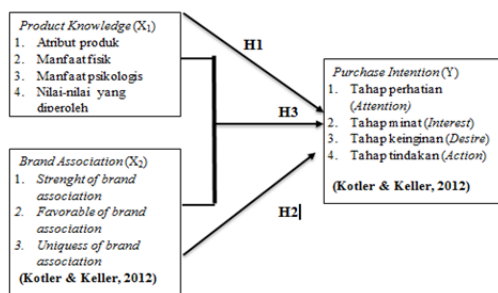 Product Knowledge (X1)
1. Atribut produk
2. Manfaat fisik
3. Manfaat psikologis
4. Nilai-nilai yang
diperoleh
H1
H3
H2
Purchase Intention (Y)
1. Tahap perhatian
(Attention)
2. Tahap minat (Interest)
3. Tahap keinginan (Desire)
4. Tahap tindakan (Action)
(Kotler & Keller, 2012)
Brand Association (X2)
1. Strenght of brand
association
2. Favorable of brand
association
3. Uniquess of brand
association
(Kotler & Keller, 2012)